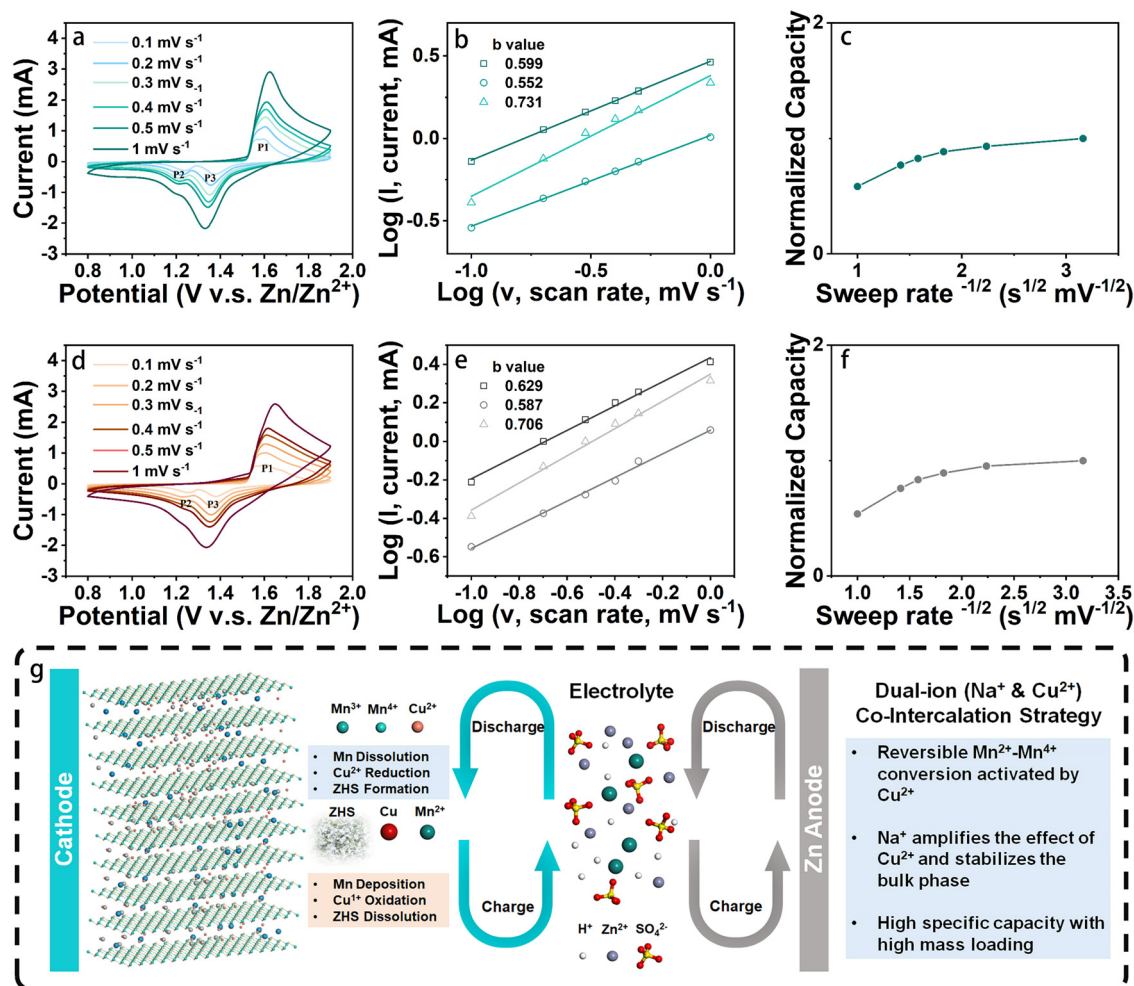 a
0.1 mV s⁻¹
0.2 mV s⁻¹
0.3 mV s₋₁
0.4 mV s⁻¹
0.5 mV s⁻¹
1 mV s⁻¹
P1
P2
P3
4
3
2
1
0
-1
-2
-3
Current (mA)
0.8 1.0 1.2 1.4 1.6 1.8 2.0
Potential (V v.s. Zn/Zn²⁺)
b
b value
0.599
0.552
0.731
0.5
0.0
-0.5
Log (I, current, mA)
-1.0 -0.5 0.0
Log (v, scan rate, mV s⁻¹)
c
2
1
0
Normalized Capacity
1 2 3
Sweep rate ⁻¹/² (s¹/² mV⁻¹/²)
d
0.1 mV s⁻¹
0.2 mV s⁻¹
0.3 mV s₋₁
0.4 mV s⁻¹
0.5 mV s⁻¹
1 mV s⁻¹
P1
P2
P3
4
3
2
1
0
-1
-2
-3
Current (mA)
0.8 1.0 1.2 1.4 1.6 1.8 2.0
Potential (V v.s. Zn/Zn²⁺)
e
b value
0.629
0.587
0.706
0.4
0.2
0.0
-0.2
-0.4
-0.6
Log (I, current, mA)
-1.0 -0.8 -0.6 -0.4 -0.2 0.0
Log (v, scan rate, mV s⁻¹)
f
2
1
0
Normalized Capacity
1.0 1.5 2.0 2.5 3.0 3.5
Sweep rate ⁻¹/² (s¹/² mV⁻¹/²)
g
Cathode
Mn³⁺ Mn⁴⁺ Cu²⁺
• Mn Dissolution
• Cu²⁺ Reduction
• ZHS Formation
ZHS Cu Mn²⁺
• Mn Deposition
• Cu¹⁺ Oxidation
• ZHS Dissolution
Discharge
Charge
Electrolyte
H⁺ Zn²⁺ SO₄²⁻
Discharge
Charge
Zn Anode
Dual-ion (Na⁺ & Cu²⁺)
Co-Intercalation Strategy
• Reversible Mn²⁺-Mn⁴⁺
conversion activated by
Cu²⁺
• Na⁺ amplifies the effect of
Cu²⁺ and stabilizes the
bulk phase
• High specific capacity with
high mass loading